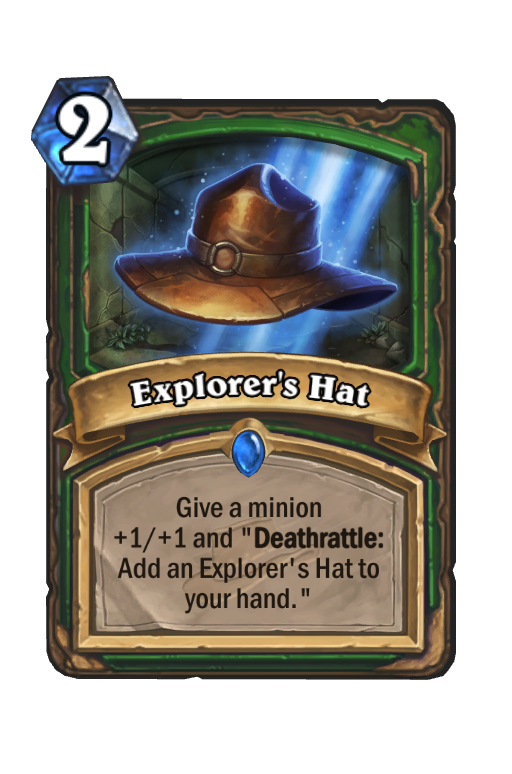 2
Explorer's Hat
Give a minion
+1/+1 and "Deathrattle:
Add an Explorer's Hat to
your hand."